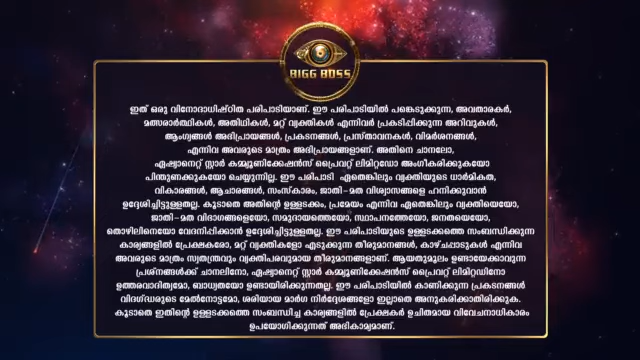 BIGG BOSS
ഇത് ഒരു വിനോദാധിഷ്ഠിത പരിപാടിയാണ്. ഈ പരിപാടിയിൽ പങ്കെടുക്കുന്ന, അവതാരകർ,
മത്സരാർത്ഥികൾ, അതിഥികൾ, മറ്റ് വ്യക്തികൾ എന്നിവർ പ്രകടിപ്പിക്കുന്ന അറിവുകൾ,
ആംഗ്യങ്ങൾ അഭിപ്രായങ്ങൾ, പ്രകടനങ്ങൾ, പ്രസ്താവനകൾ, വിമർശനങ്ങൾ,
എന്നിവ അവരുടെ മാത്രം അഭിപ്രായങ്ങളാണ്. അതിനെ ചാനലോ,
ഏഷ്യാനെറ്റ് സ്റ്റാർ കമ്മ്യൂണിക്കേഷൻസ് പ്രൈവറ്റ് ലിമിറ്റഡോ അംഗീകരിക്കുകയോ
പിന്തുണക്കുകയോ ചെയ്യുന്നില്ല. ഈ പരിപാടി ഏതെങ്കിലും വ്യക്തിയുടെ ധാർമികത,
വികാരങ്ങൾ, ആചാരങ്ങൾ, സംസ്കാരം, ജാതി-മത വിശ്വാസങ്ങളെ ഹനിക്കുവാൻ
ഉദ്ദേശിച്ചിട്ടുള്ളതല്ല. കൂടാതെ അതിന്റെ ഉള്ളടക്കം, പ്രമേയം എന്നിവ ഏതെങ്കിലും വ്യക്തിയെയോ,
ജാതി-മത വിഭാഗങ്ങളെയോ, സമുദായത്തെയോ, സ്ഥാപനത്തേയോ, ജനതയെയോ,
തൊഴിലിനെയോ വേദനിപ്പിക്കാൻ ഉദ്ദേശിച്ചിട്ടുള്ളതല്ല. ഈ പരിപാടിയുടെ ഉള്ളടക്കത്തെ സംബന്ധിക്കുന്ന
കാര്യങ്ങളിൽ പ്രേക്ഷകരോ, മറ്റ് വ്യക്തികളോ എടുക്കുന്ന തീരുമാനങ്ങൾ, കാഴ്ചപ്പാടുകൾ എന്നിവ
അവരുടെ മാത്രം സ്വതന്ത്രവും വ്യക്തിപരവുമായ തീരുമാനങ്ങളാണ്. ആയതുമൂലം ഉണ്ടായേക്കാവുന്ന
പ്രശ്നങ്ങൾക്ക് ചാനലിനോ, ഏഷ്യാനെറ്റ് സ്റ്റാർ കമ്മ്യൂണിക്കേഷൻസ് പ്രൈവറ്റ് ലിമിറ്റഡിനോ
ഉത്തരവാദിത്വമോ, ബാധ്യതയോ ഉണ്ടായിരിക്കുന്നതല്ല. ഈ പരിപാടിയിൽ കാണിക്കുന്ന പ്രകടനങ്ങൾ
വിദഗ്ദ്ധരുടെ മേൽനോട്ടമോ, ശരിയായ മാർഗ നിർദ്ദേശങ്ങളോ ഇല്ലാതെ അനുകരിക്കാതിരിക്കുക.
കൂടാതെ ഇതിന്റെ ഉള്ളടക്കത്തെ സംബന്ധിച്ച കാര്യങ്ങളിൽ പ്രേക്ഷകർ ഉചിതമായ വിവേചനാധികാരം
ഉപയോഗിക്കുന്നത് അഭികാമ്യമാണ്.